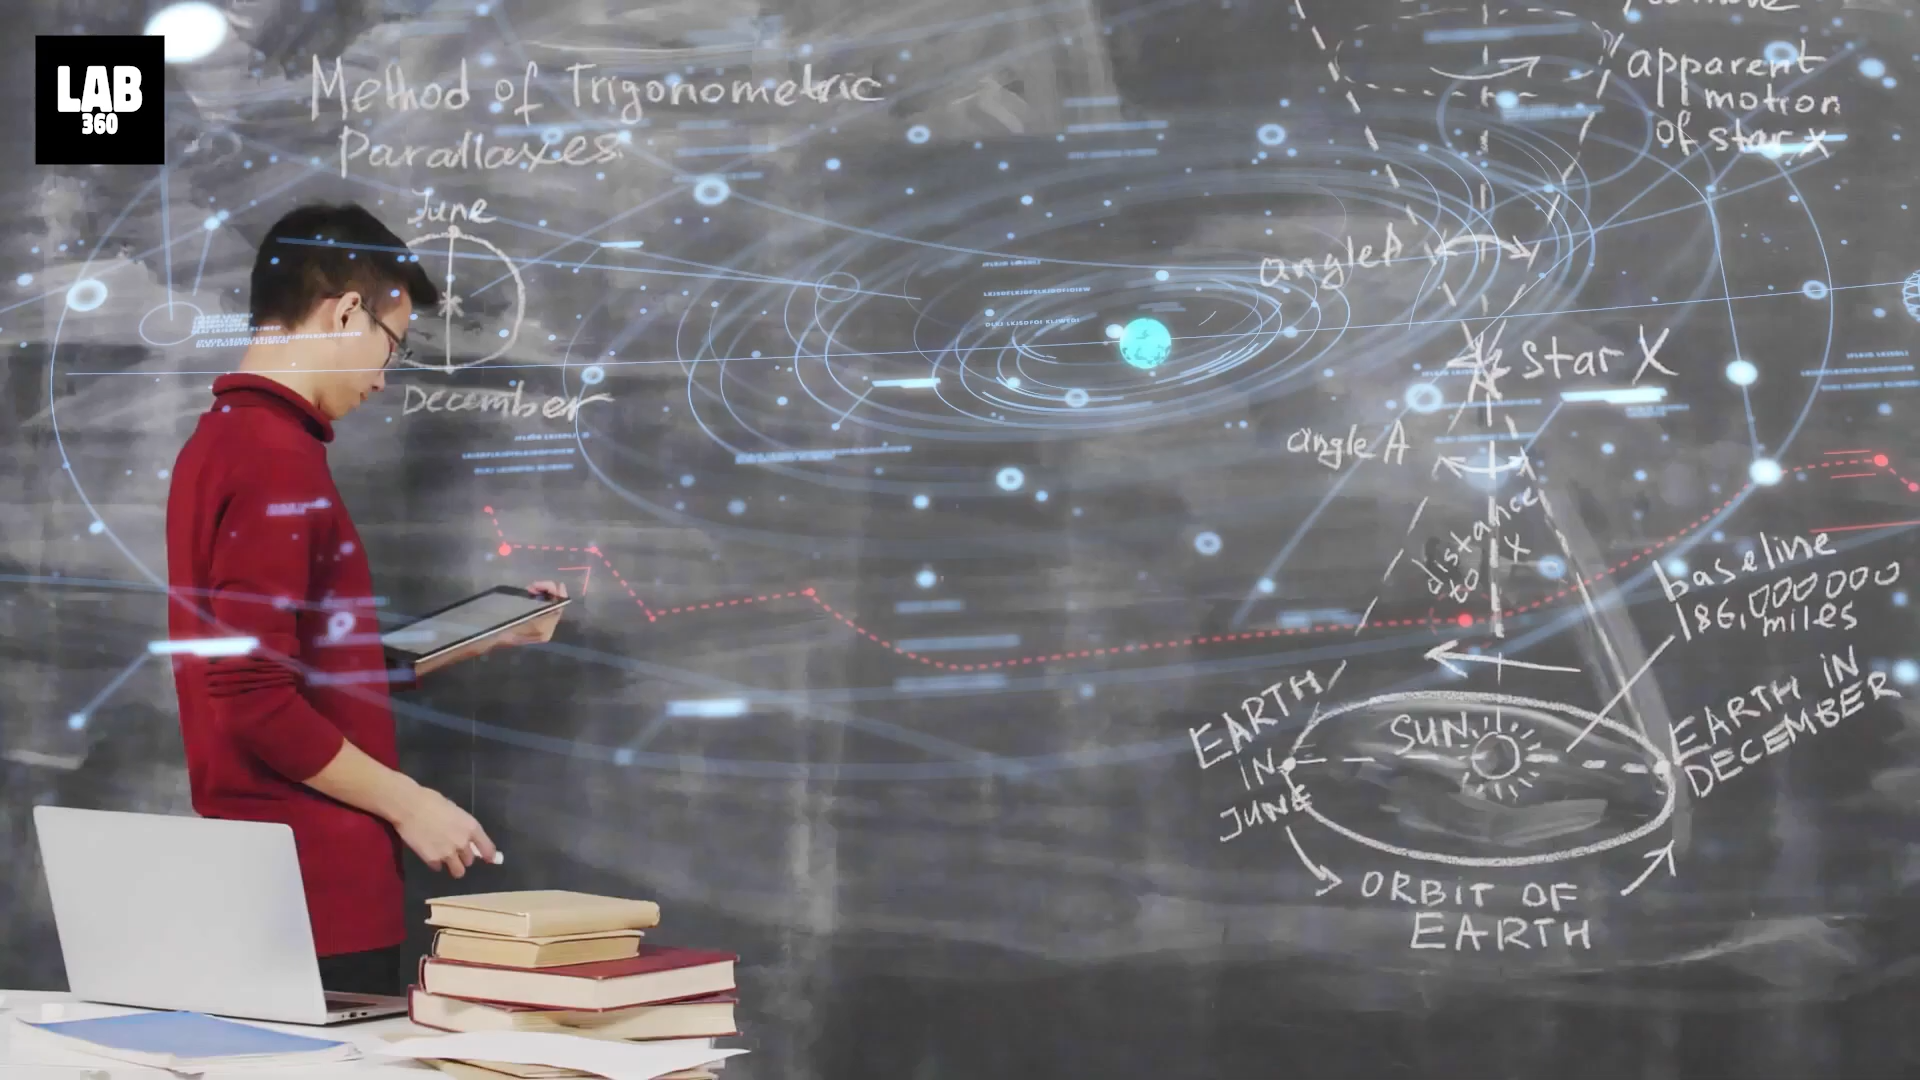 LAB
360
Method of Trigonometric
Parallaxes
June
December
apparent
motion
of star X
angle A
Star X
angle A
distance
to X
baseline
186,000000
miles
EARTH
IN
JUNE
SUN
EARTH IN
DECEMBER
ORBIT OF
EARTH